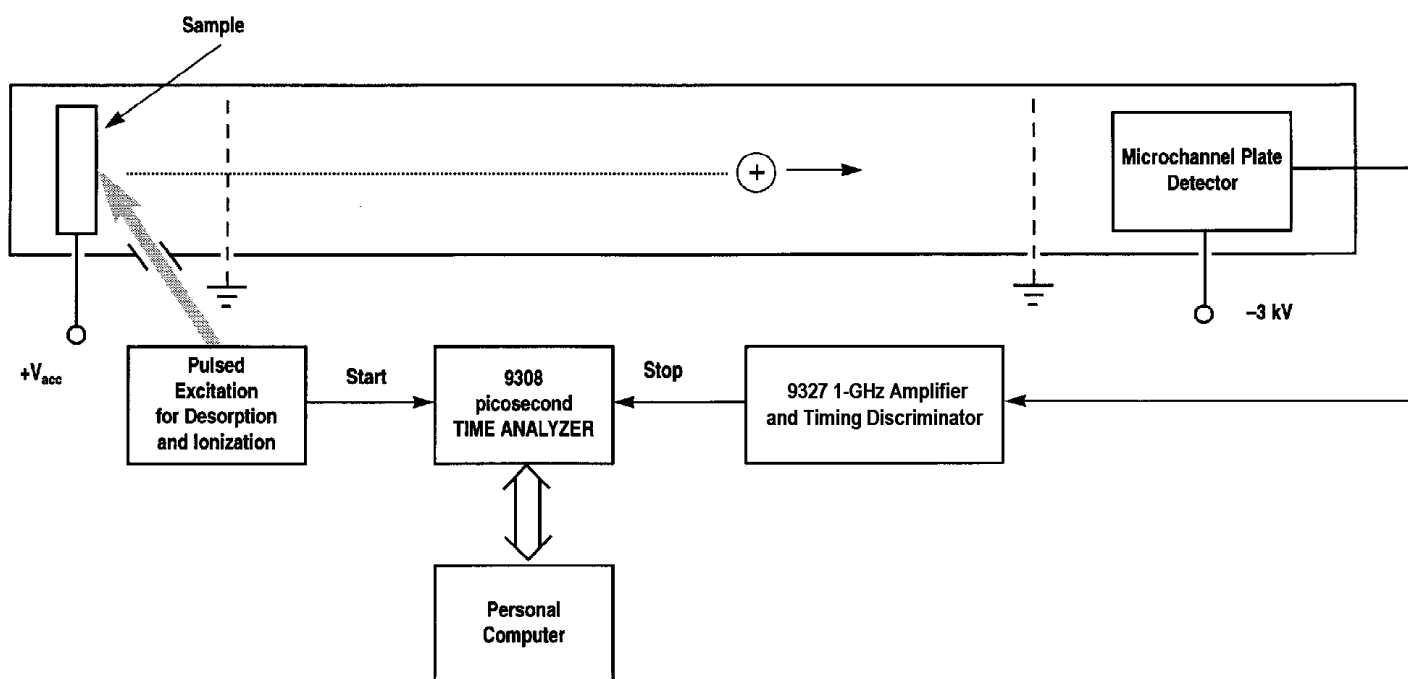 Sample
Microchannel Plate
Detector
+V_acc
–3 kV
Pulsed
Excitation
for Desorption
and Ionization
Start
9308
picosecond
TIME ANALYZER
Stop
9327 1-GHz Amplifier
and Timing Discriminator
Personal
Computer